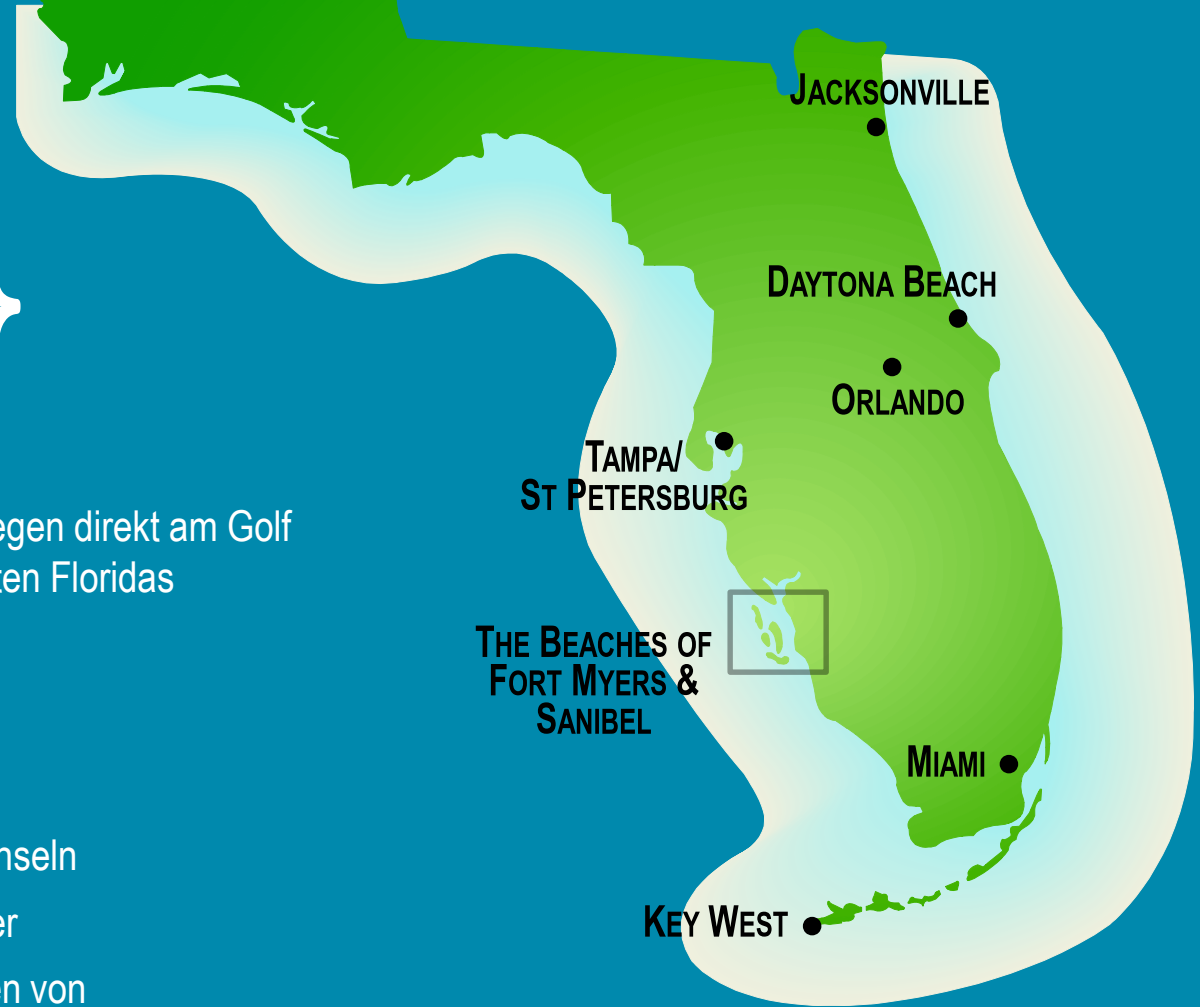 JACKSONVILLE
DAYTONA BEACH
ORLANDO
TAMPA/
ST PETERSBURG
egen direkt am Golf
ten Floridas
THE BEACHES OF
FORT MYERS &
SANIBEL
MIAMI
nseln
er
KEY WEST
en von